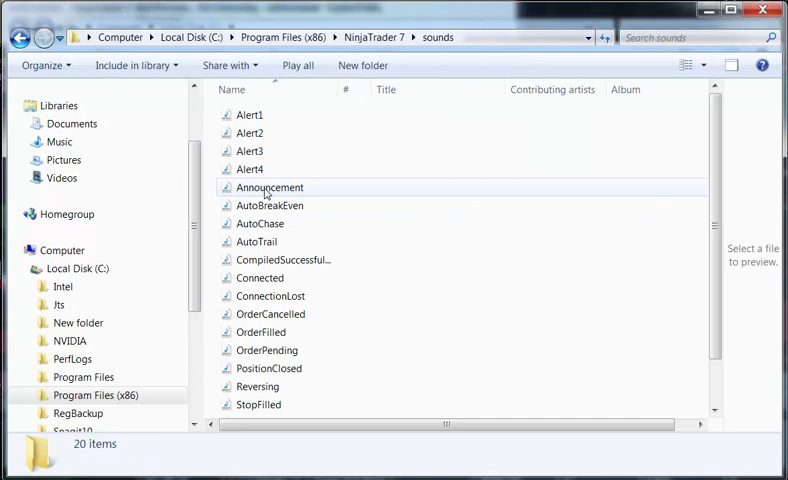 Computer Local Disk (C:) Program Files (x86) NinjaTrader 7 sounds Search sounds
Organize Include in library Share with Play all New folder
Name # Title Contributing artists Album
Libraries
Documents
Music
Pictures
Videos
Homegroup
Computer
Local Disk (C:)
Intel
Jts
New folder
NVIDIA
PerfLogs
Program Files
Program Files (x86)
RegBackup
Snagit10
Alert1
Alert2
Alert3
Alert4
Announcement
AutoBreakEven
AutoChase
AutoTrail
CompiledSuccessful...
Connected
ConnectionLost
OrderCancelled
OrderFilled
OrderPending
PositionClosed
Reversing
StopFilled
Select a file
to preview.
20 items